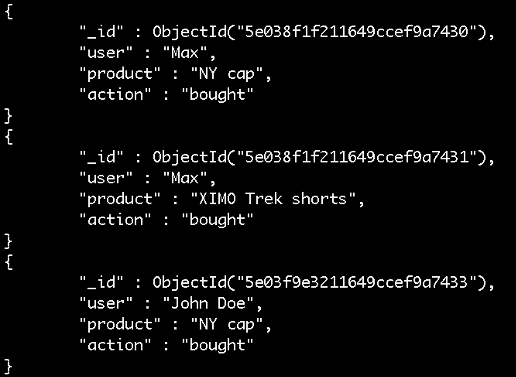 {
"_id" : ObjectId("5e038f1f211649ccef9a7430"),
"user" : "Max",
"product" : "NY cap",
"action" : "bought"
}
{
"_id" : ObjectId("5e038f1f211649ccef9a7431"),
"user" : "Max",
"product" : "XIMO Trek shorts",
"action" : "bought"
}
{
"_id" : ObjectId("5e03f9e3211649ccef9a7433"),
"user" : "John Doe",
"product" : "NY cap",
"action" : "bought"
}